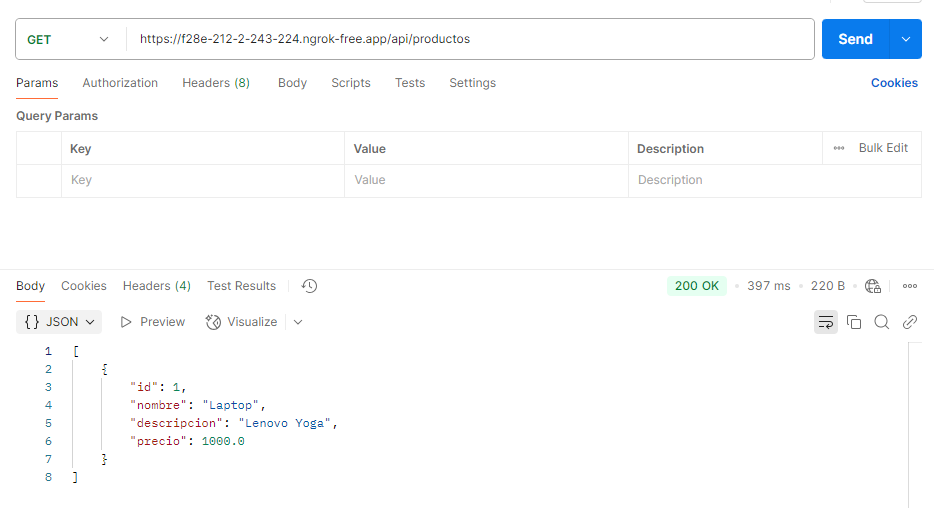 GET https://f28e-212-2-243-224.ngrok-free.app/api/productos Send
Params Authorization Headers (8) Body Scripts Tests Settings Cookies
Query Params
Key Value Description Bulk Edit
Key Value Description
Body Cookies Headers (4) Test Results 200 OK • 397 ms • 220 B •
{} JSON Preview Visualize
1 [
2 {
3 "id": 1,
4 "nombre": "Laptop",
5 "descripcion": "Lenovo Yoga",
6 "precio": 1000.0
7 }
8 ]